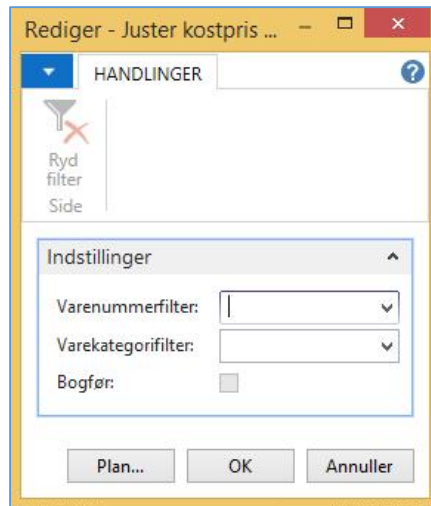 Rediger - Juster kostpris ...
HANDLINGER
Ryd
filter
Side
Indstillinger
Varenummerfilter:
Varekategorifilter:
Bogfør:
Plan... OK Annuller